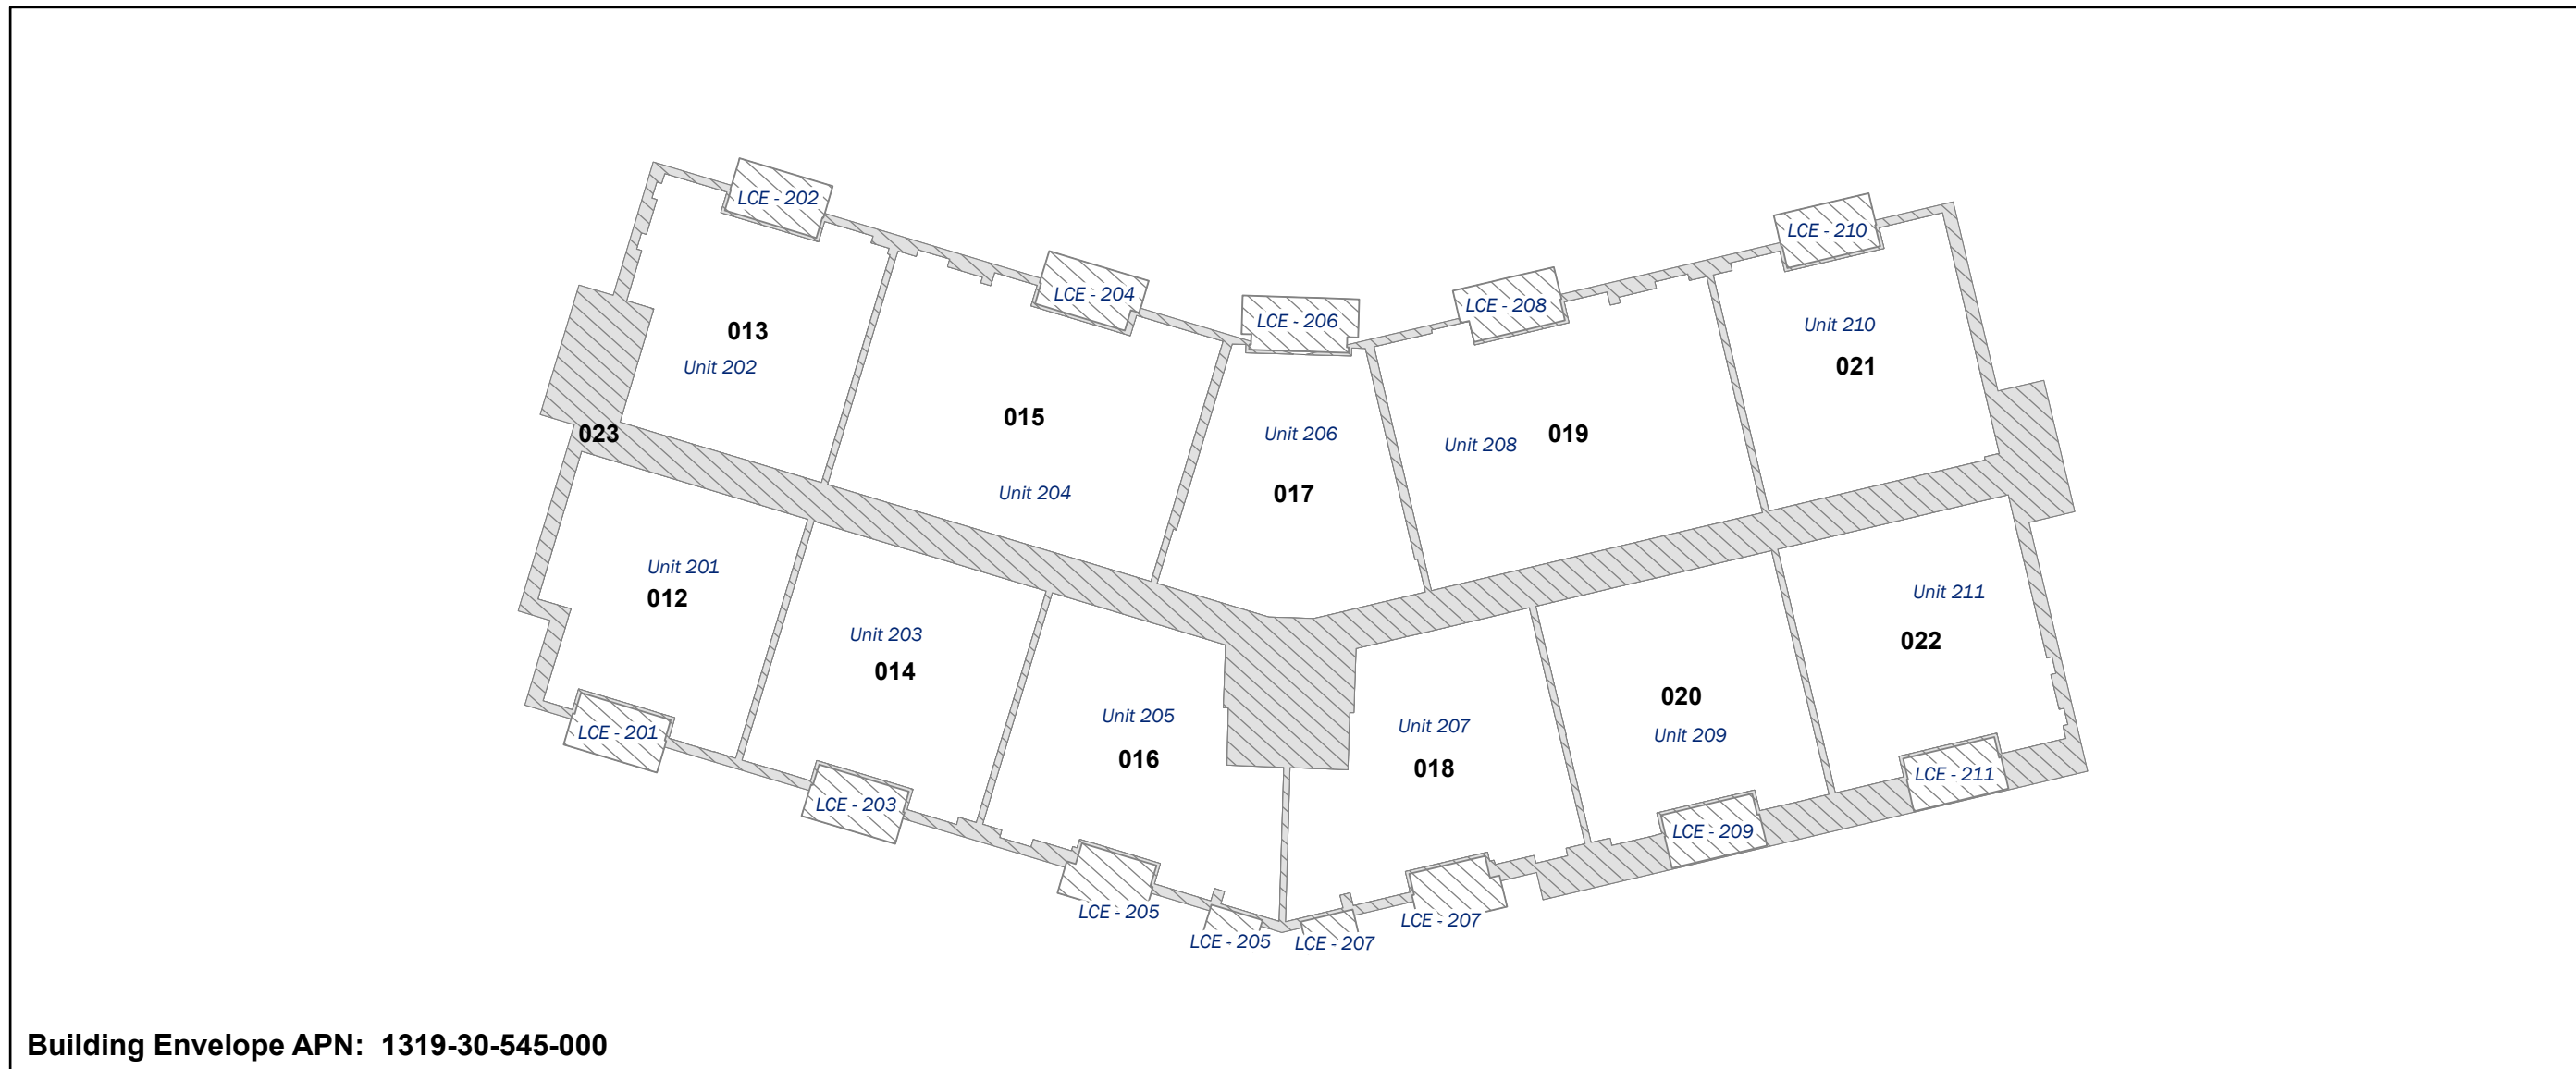 LCE - 202
LCE - 210
LCE - 204
LCE - 208
LCE - 206
013
Unit 202
Unit 210
021
015
Unit 204
Unit 206
017
Unit 208 019
023
Unit 201
012
Unit 203
014
Unit 205
016
Unit 207
018
020
Unit 209
Unit 211
022
LCE - 201
LCE - 203
LCE - 205
LCE - 205
LCE - 207
LCE - 207
LCE - 209
LCE - 211
Building Envelope APN: 1319-30-545-000